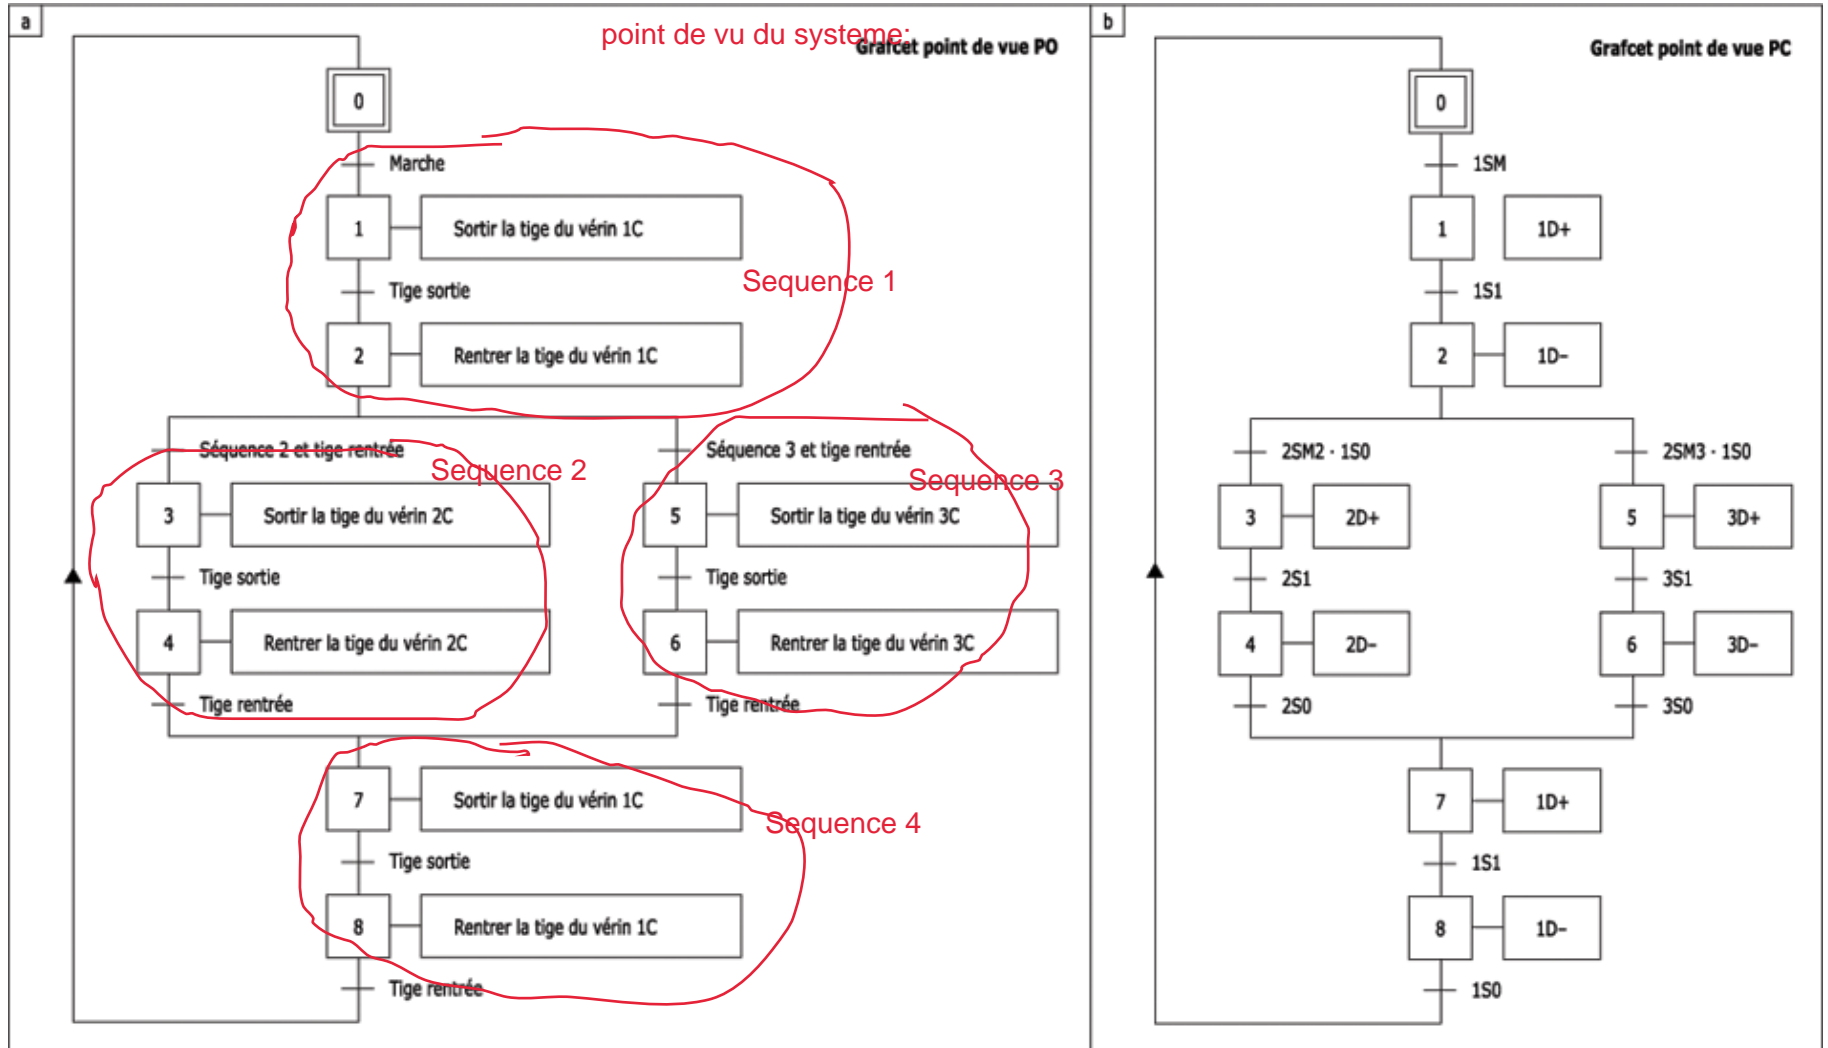 a
point de vu du systeme:
Grafcet point de vue PO
0
Marche
1
Sortir la tige du vérin 1C
Tige sortie
Sequence 1
2
Rentrer la tige du vérin 1C
Séquence 2 et tige rentrée
Sequence 2
Séquence 3 et tige rentrée
Sequence 3
3
Sortir la tige du vérin 2C
5
Sortir la tige du vérin 3C
Tige sortie
Tige sortie
4
Rentrer la tige du vérin 2C
6
Rentrer la tige du vérin 3C
Tige rentrée
Tige rentrée
7
Sortir la tige du vérin 1C
Sequence 4
Tige sortie
8
Rentrer la tige du vérin 1C
Tige rentrée
b
Grafcet point de vue PC
0
1SM
1
1D+
1S1
2
1D–
2SM2 · 1S0
2SM3 · 1S0
3
2D+
5
3D+
2S1
3S1
4
2D–
6
3D–
2S0
3S0
7
1D+
1S1
8
1D–
1S0